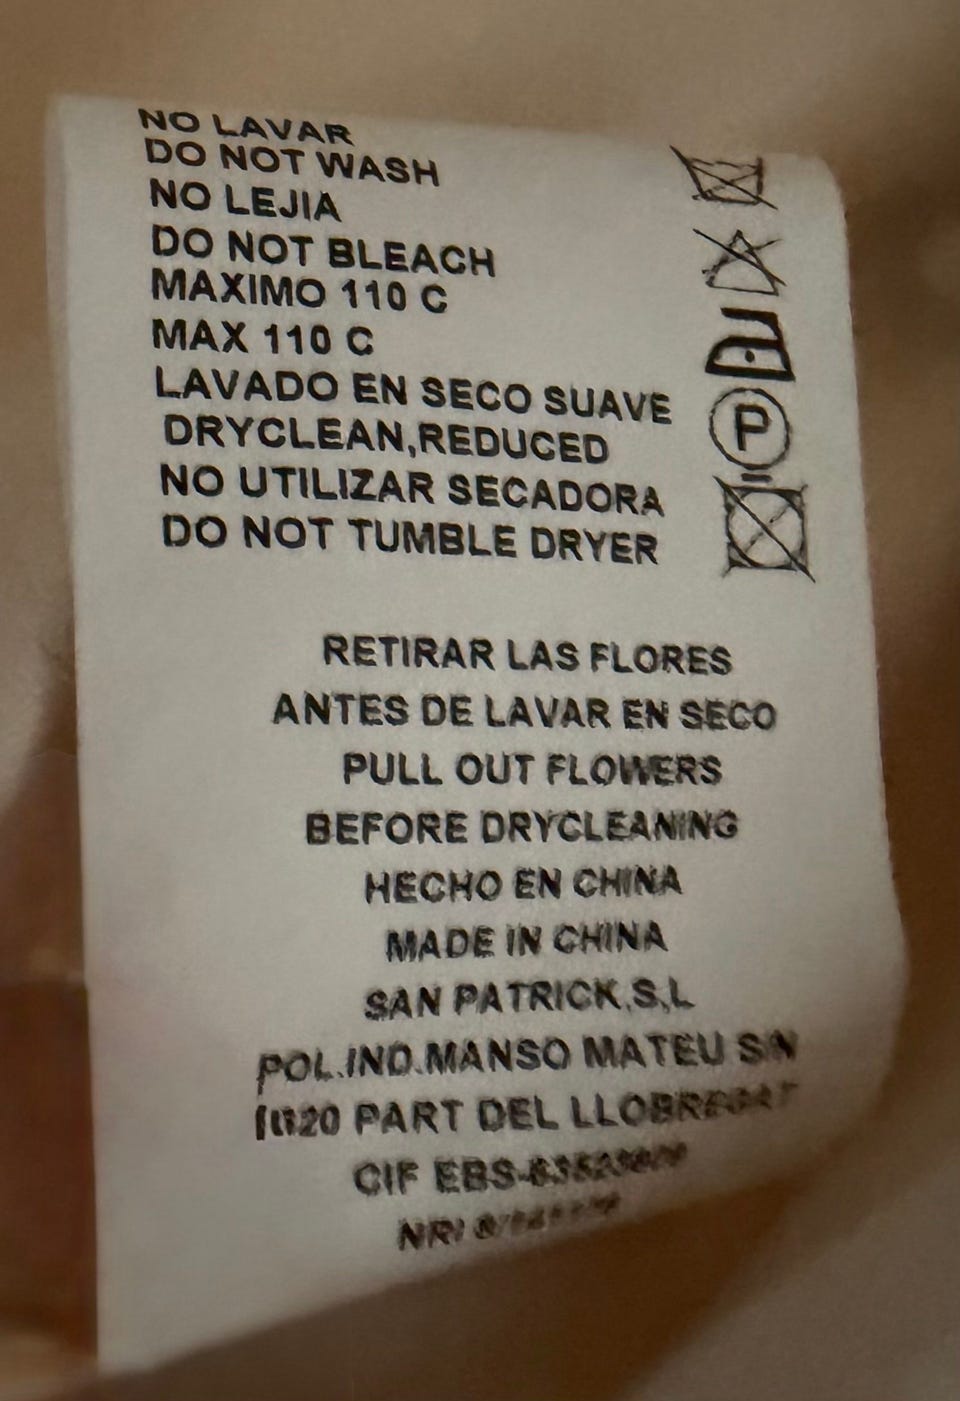 NO LAVAR
DO NOT WASH
NO LEJIA
DO NOT BLEACH
MAXIMO 110 C
MAX 110 C
LAVADO EN SECO SUAVE
DRYCLEAN,REDUCED
P
NO UTILIZAR SECADORA
DO NOT TUMBLE DRYER
RETIRAR LAS FLORES
ANTES DE LAVAR EN SECO
PULL OUT FLOWERS
BEFORE DRYCLEANING
HECHO EN CHINA
MADE IN CHINA
SAN PATRICK,S,L
POL.IND.MANSO MATEU S/N
PART DEL LLOBREGAT
CIF
NRI